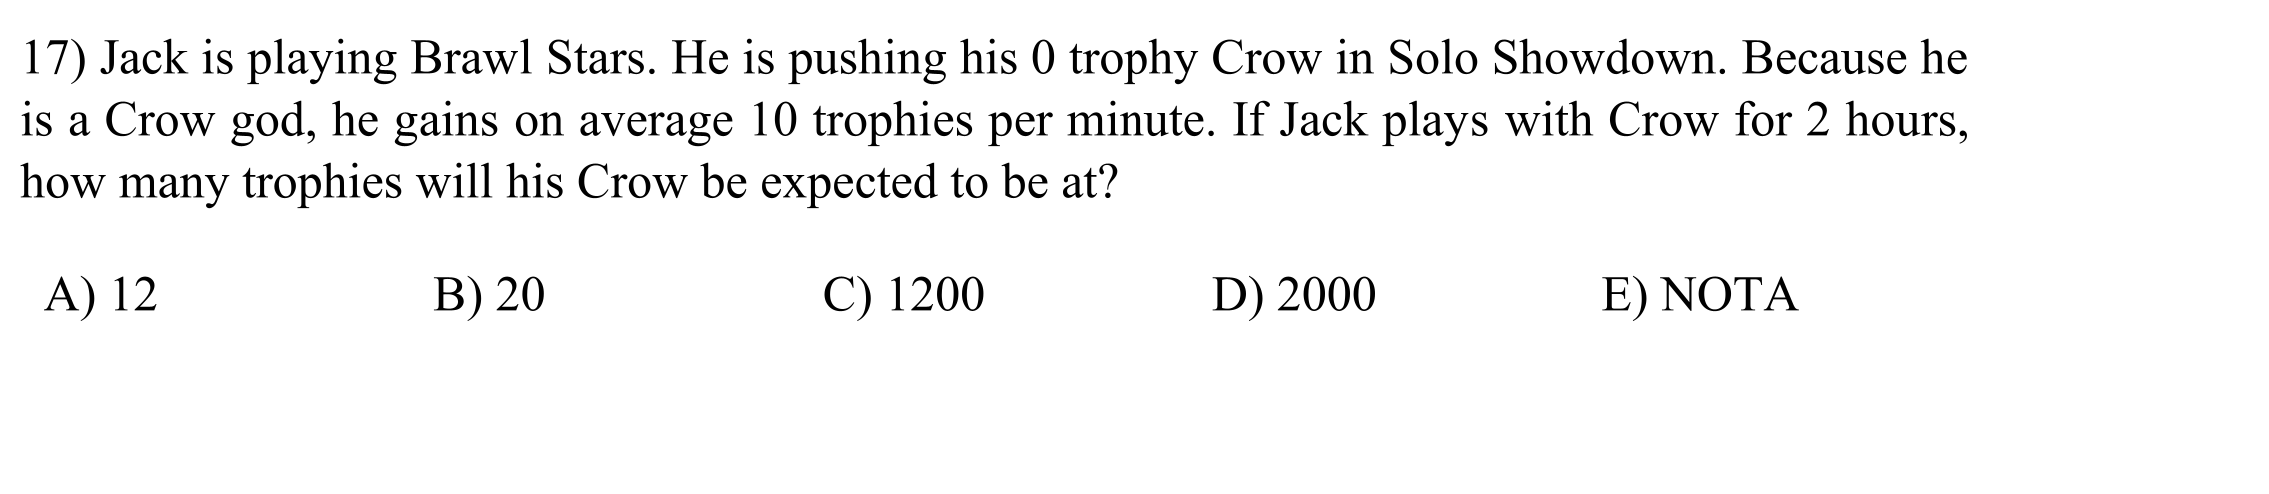 17) Jack is playing Brawl Stars. He is pushing his 0 trophy Crow in Solo Showdown. Because he
is a Crow god, he gains on average 10 trophies per minute. If Jack plays with Crow for 2 hours,
how many trophies will his Crow be expected to be at?
A) 12 B) 20 C) 1200 D) 2000 E) NOTA